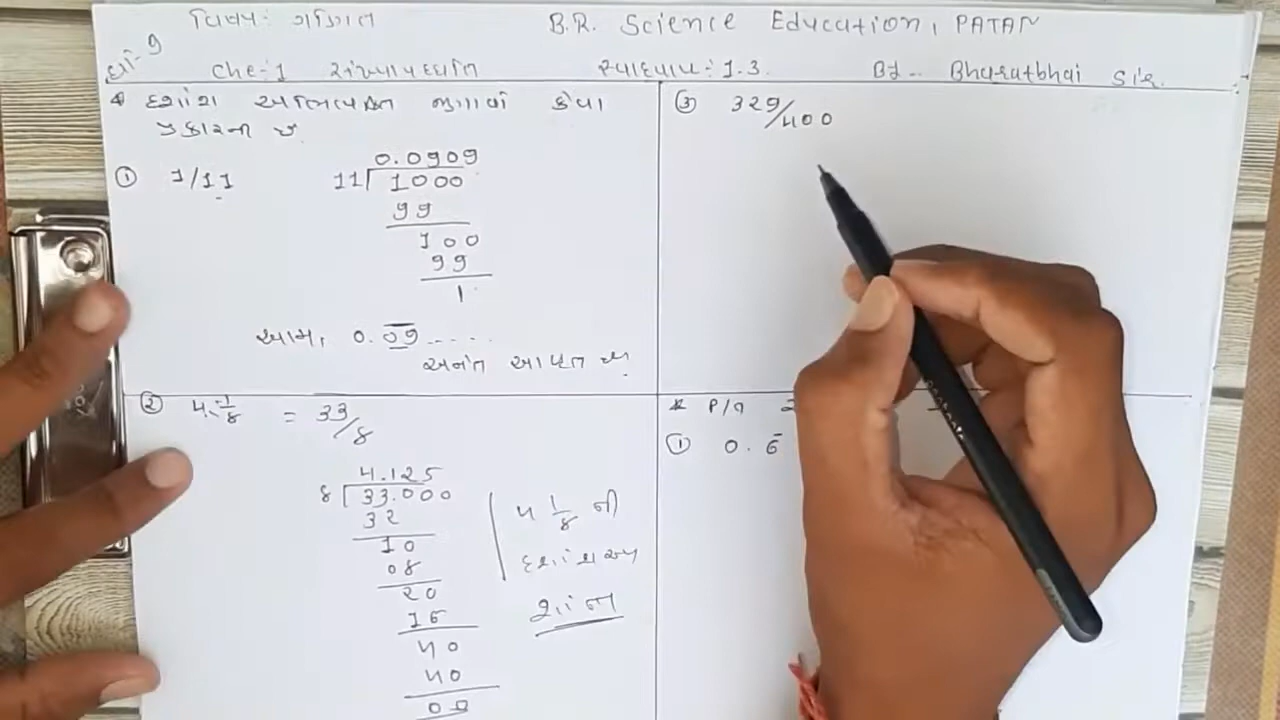 વિષય: ગણિત
B.R. Science Education, PATAN
ધો-9
Che:-1 સંખ્યાપદ્ધતિ
સ્વાધ્યાય: 1.3.
By.. Bharatbhai Sir.
* દશાંશ અભિવ્યક્તિ જણાવો કેવા
પ્રકારની છે
① 1/11
0.0909
11 1000
99
100
99
1
આમ, 0.09.....
અનંત આવૃત્ત છે.
② 4 1/8 = 33/8
4.125
8 33.000
32
10
08
20
16
40
40
00
4 1/8 ની
દશાંશરૂપ
શાંત
③ 329/400
* P/q
① 0.6̅